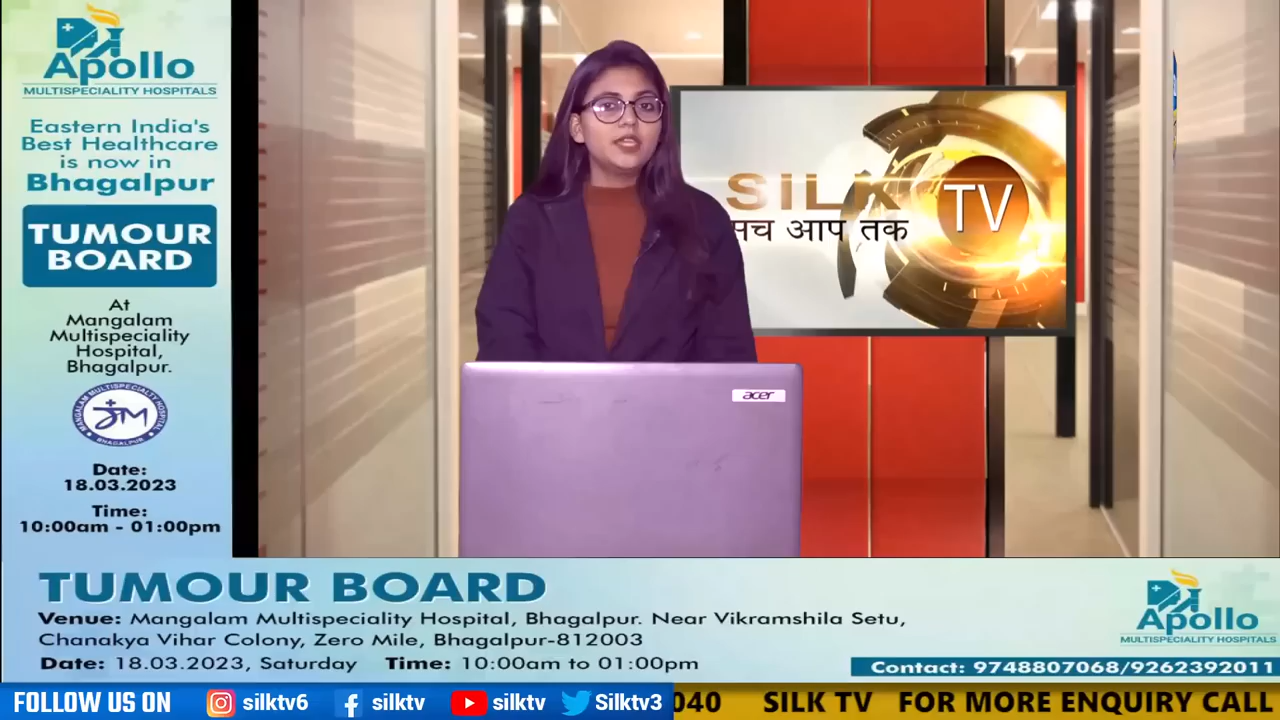 Apollo
MULTISPECIALITY HOSPITALS
Eastern India's
Best Healthcare
is now in
Bhagalpur
TUMOUR
BOARD
At
Mangalam
Multispeciality
Hospital,
Bhagalpur.
MANGALAM MULTISPECIALTY HOSPITAL
BHAGALPUR
Date:
18.03.2023
Time:
10:00am - 01:00pm
SILK
TV
सच आप तक
acer
TUMOUR BOARD
Venue: Mangalam Multispeciality Hospital, Bhagalpur. Near Vikramshila Setu,
Chanakya Vihar Colony, Zero Mile, Bhagalpur-812003
Date: 18.03.2023, Saturday Time: 10:00am to 01:00pm
Apollo
MULTISPECIALITY HOSPITALS
Contact: 9748807068/9262392011
FOLLOW US ON silktv6 silktv silktv Silktv3 040 SILK TV FOR MORE ENQUIRY CALL